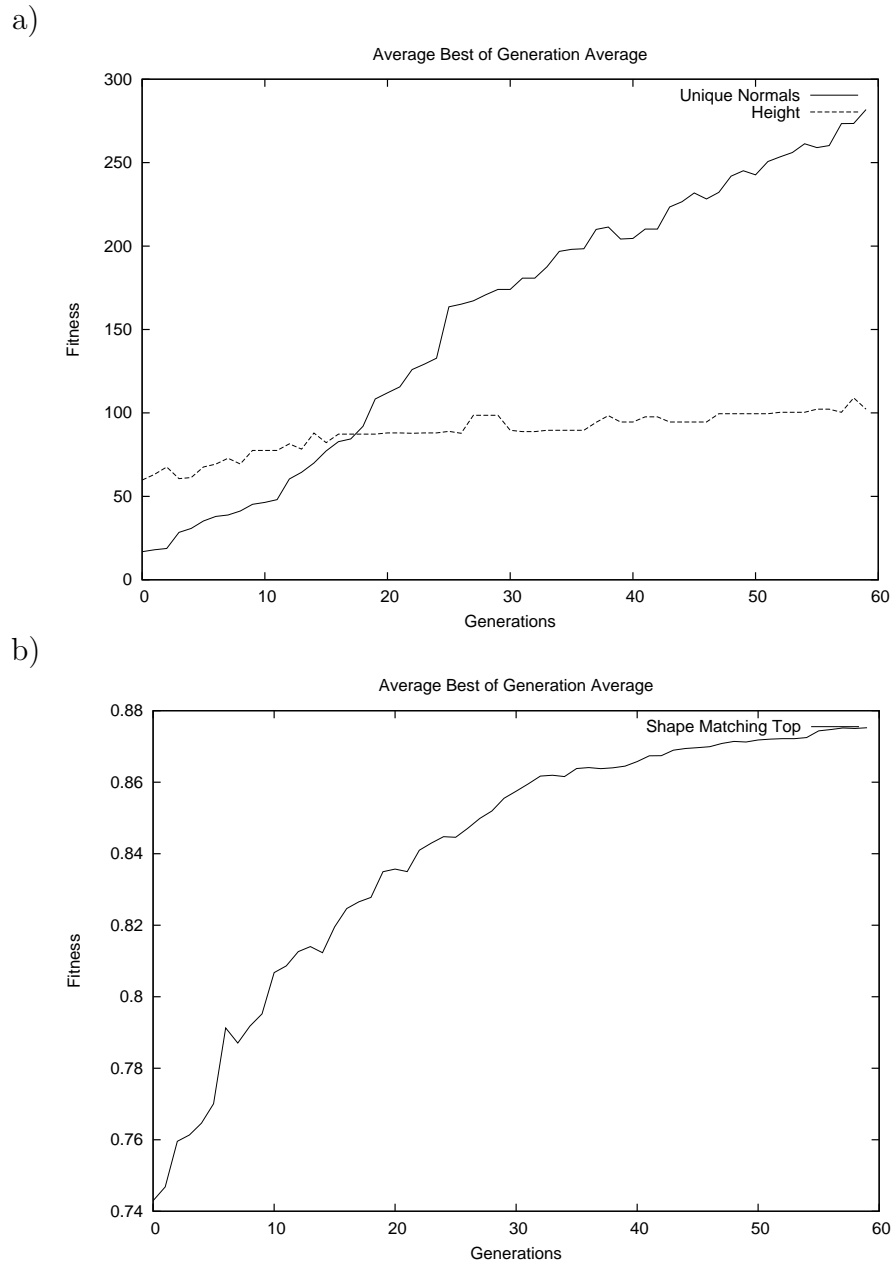 a)
Average Best of Generation Average
300
250
200
150
100
50
0
Fitness
Unique Normals
Height
0 10 20 30 40 50 60
Generations
b)
Average Best of Generation Average
0.88
0.86
0.84
0.82
0.8
0.78
0.76
0.74
Fitness
Shape Matching Top
0 10 20 30 40 50 60
Generations